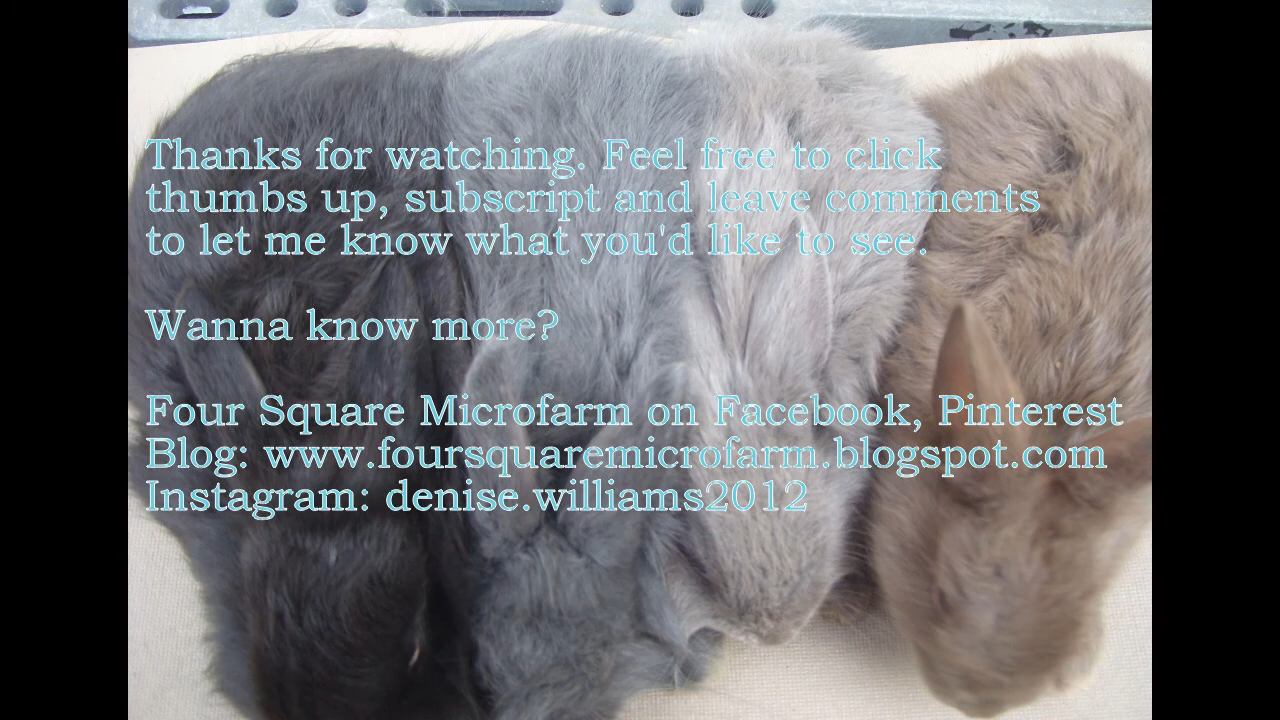 Thanks for watching. Feel free to click
thumbs up, subscript and leave comments
to let me know what you'd like to see.
Wanna know more?
Four Square Microfarm on Facebook, Pinterest
Blog: www.foursquaremicrofarm.blogspot.com
Instagram: denise.williams2012